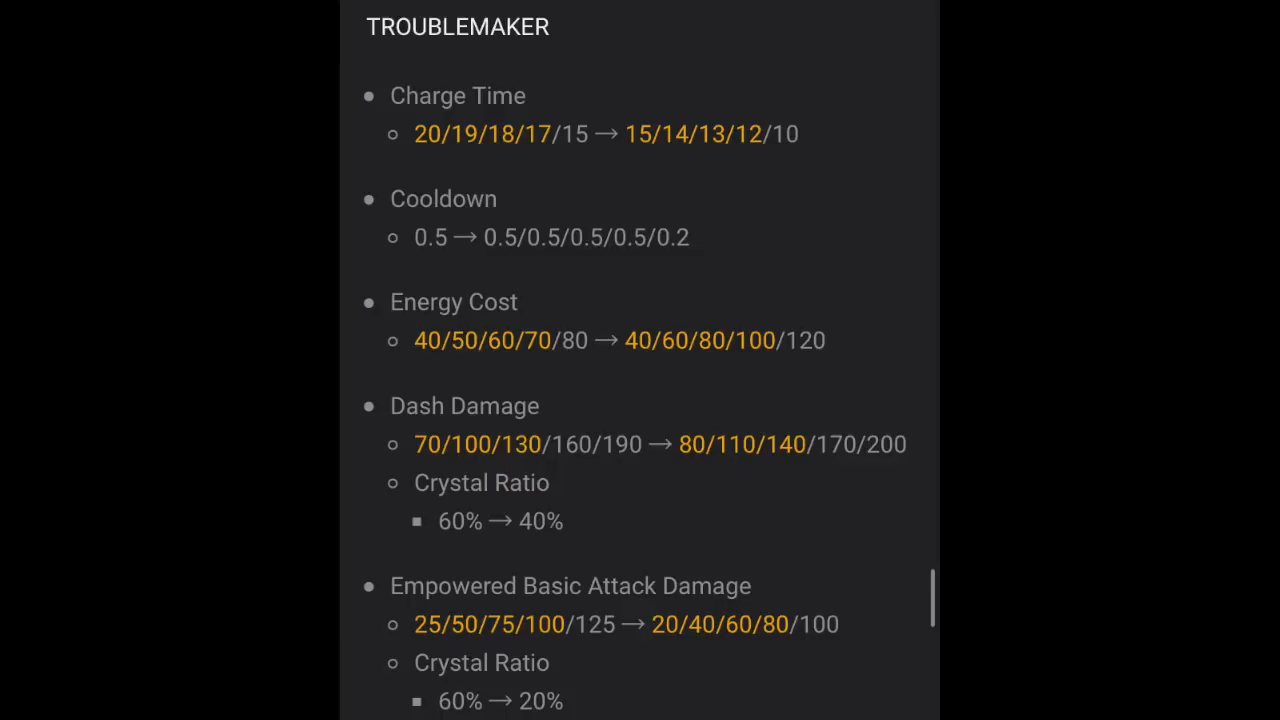 TROUBLEMAKER
Charge Time
20/19/18/17/15 → 15/14/13/12/10
Cooldown
0.5 → 0.5/0.5/0.5/0.5/0.2
Energy Cost
40/50/60/70/80 → 40/60/80/100/120
Dash Damage
70/100/130/160/190 → 80/110/140/170/200
Crystal Ratio
60% → 40%
Empowered Basic Attack Damage
25/50/75/100/125 → 20/40/60/80/100
Crystal Ratio
60% → 20%